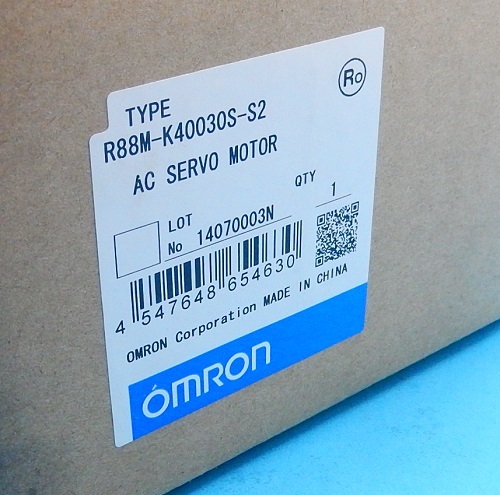 Ro
TYPE
R88M-K40030S-S2
AC SERVO MOTOR
QTY 1
LOT
No 14070003N
4 547648 654630
OMRON Corporation MADE IN CHINA
OMRON